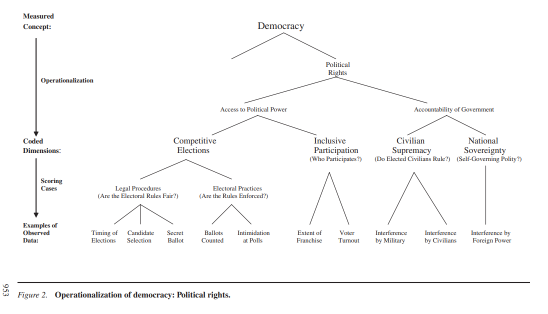 Measured
Concept:
Democracy
Operationalization
Political
Rights
Access to Political Power
Accountability of Government
Coded
Dimensions:
Competitive
Elections
Inclusive
Participation
(Who Participates?)
Civilian
Supremacy
(Do Elected Civilians Rule?)
National
Sovereignty
(Self-Governing Polity?)
Scoring
Cases
Legal Procedures
(Are the Electoral Rules Fair?)
Electoral Practices
(Are the Rules Enforced?)
Examples of
Observed
Data:
Timing of
Elections
Candidate
Selection
Secret
Ballot
Ballots
Counted
Intimidation
at Polls
Extent of
Franchise
Voter
Turnout
Interference
by Military
Interference
by Civilians
Interference by
Foreign Power
953
Figure 2. Operationalization of democracy: Political rights.